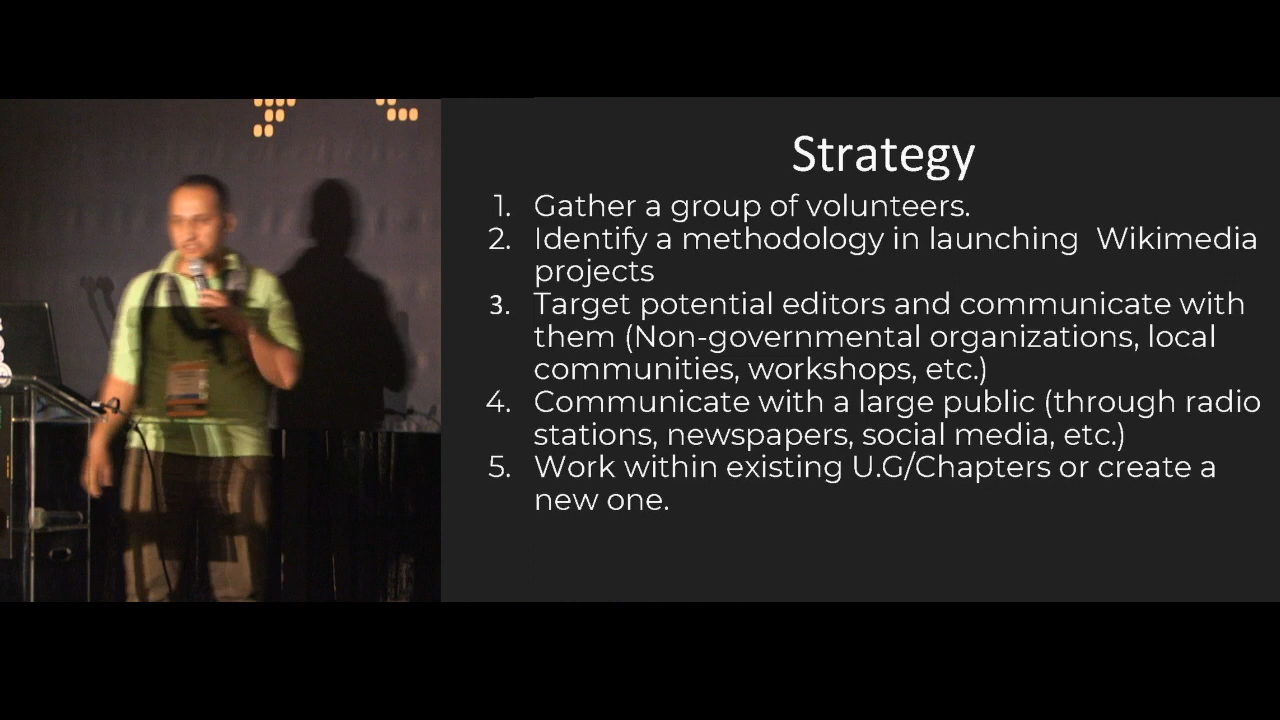 Strategy
1. Gather a group of volunteers.
2. Identify a methodology in launching  Wikimedia
projects
3. Target potential editors and communicate with
them (Non-governmental organizations, local
communities, workshops, etc.)
4. Communicate with a large public (through radio
stations, newspapers, social media, etc.)
5. Work within existing U.G/Chapters or create a
new one.